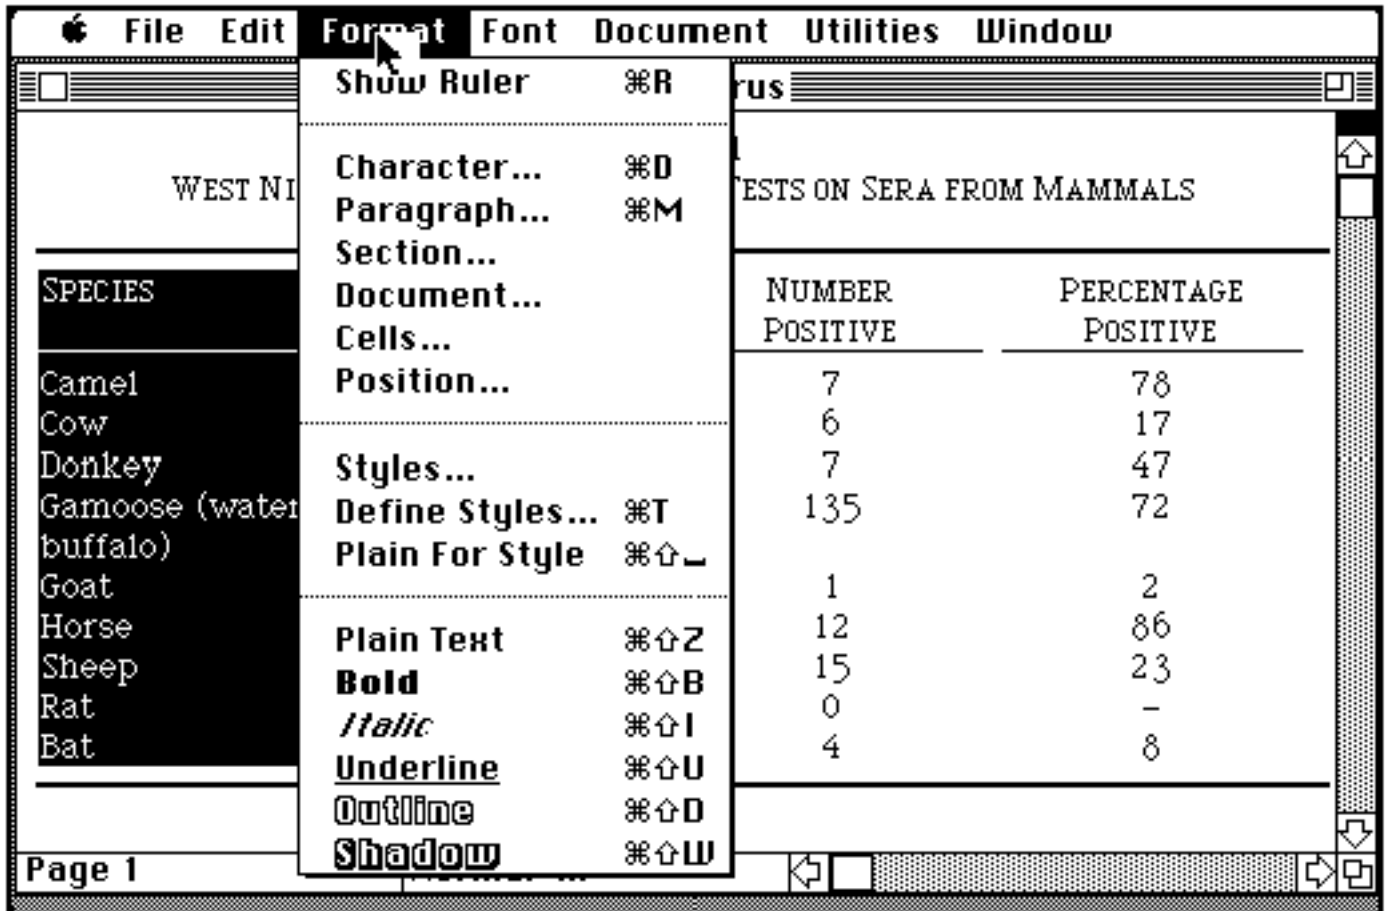 File Edit Format Font Document Utilities Window
Show Ruler ⌘R
Character... ⌘D
Paragraph... ⌘M
Section...
Document...
Cells...
Position...
Styles...
Define Styles... ⌘T
Plain For Style ⌘⇧⎵
Plain Text ⌘⇧Z
Bold ⌘⇧B
Italic ⌘⇧I
Underline ⌘⇧U
Outline ⌘⇧D
Shadow ⌘⇧W
rus
WEST NI
TESTS ON SERA FROM MAMMALS
SPECIES NUMBER POSITIVE PERCENTAGE POSITIVE
Camel 7 78
Cow 6 17
Donkey 7 47
Gamoose (water 135 72
buffalo)
Goat 1 2
Horse 12 86
Sheep 15 23
Rat 0 –
Bat 4 8
Page 1